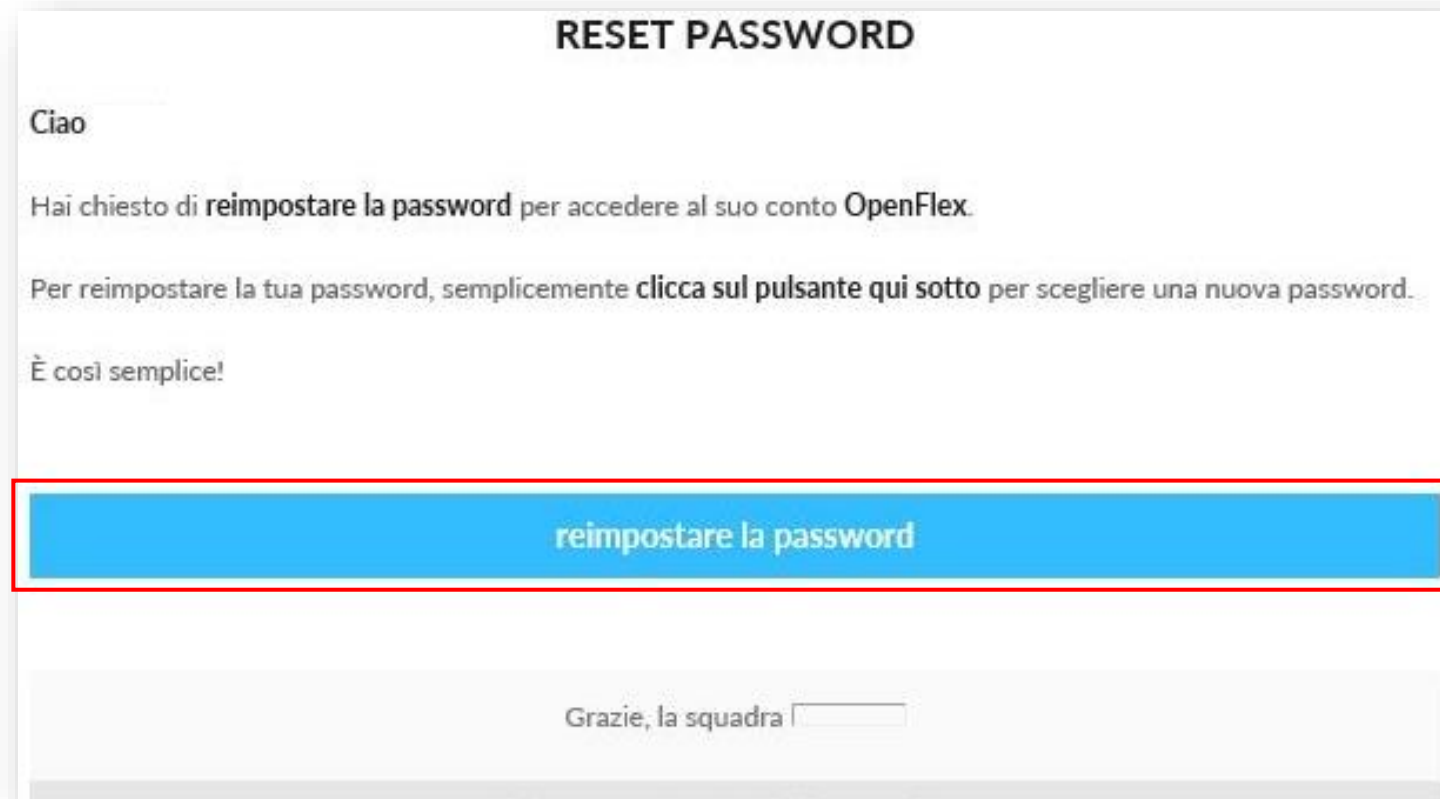 RESET PASSWORD
Ciao
Hai chiesto di reimpostare la password per accedere al suo conto OpenFlex.
Per reimpostare la tua password, semplicemente clicca sul pulsante qui sotto per scegliere una nuova password.
È così semplice!
reimpostare la password
Grazie, la squadra